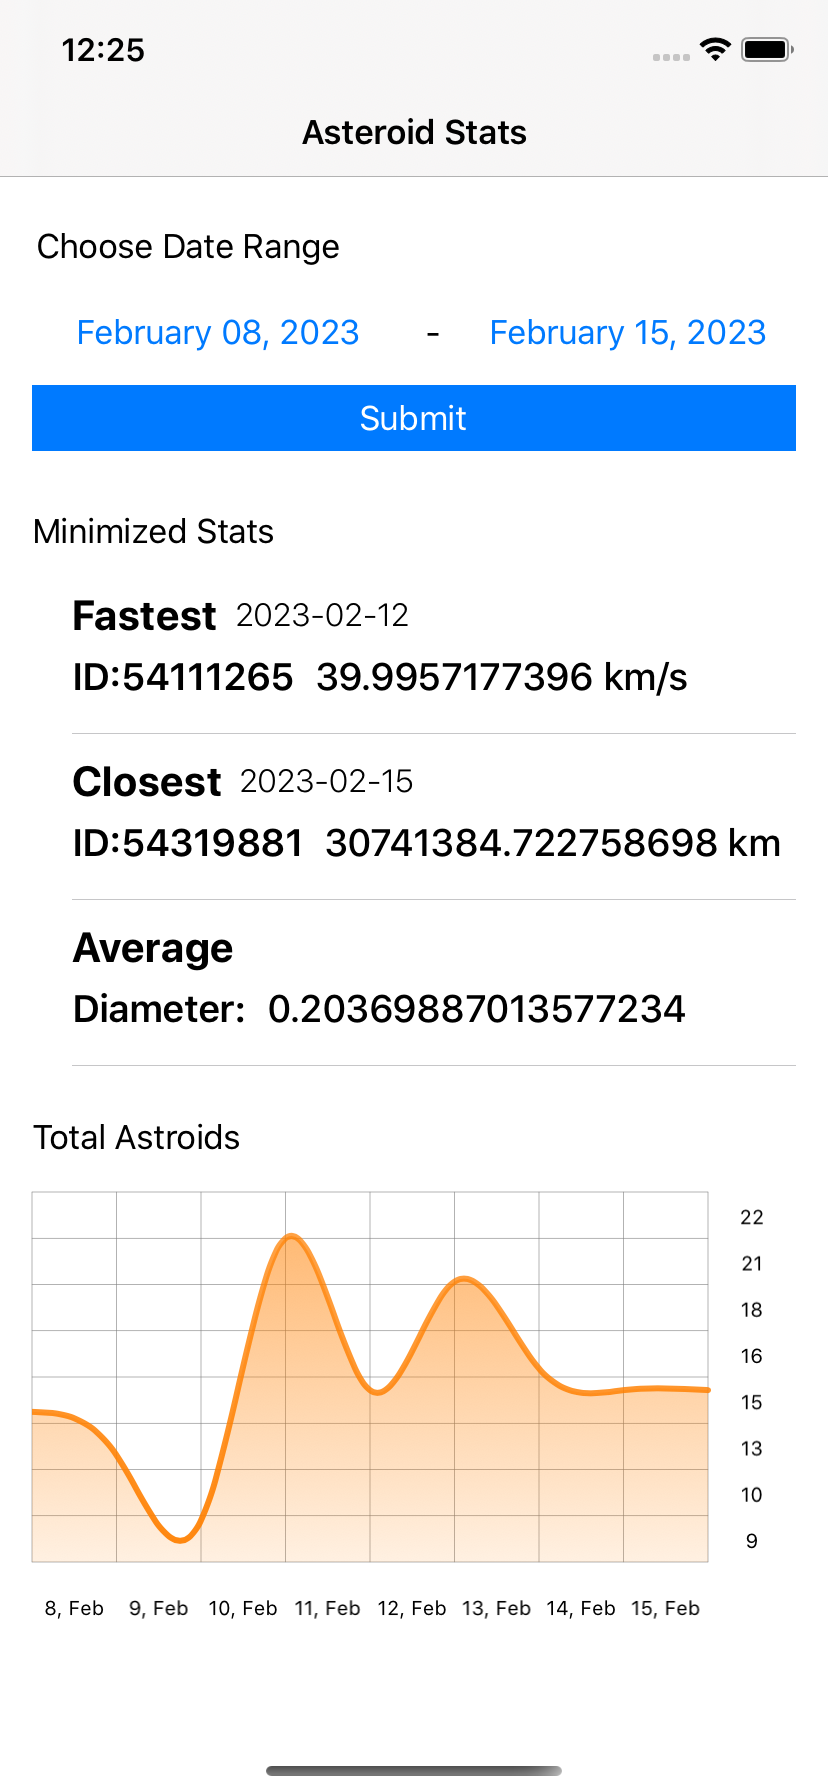 12:25
Asteroid Stats
Choose Date Range
February 08, 2023 - February 15, 2023
Submit
Minimized Stats
Fastest 2023-02-12
ID:54111265 39.9957177396 km/s
Closest 2023-02-15
ID:54319881 30741384.722758698 km
Average
Diameter: 0.20369887013577234
Total Astroids
22
21
18
16
15
13
10
9
8, Feb 9, Feb 10, Feb 11, Feb 12, Feb 13, Feb 14, Feb 15, Feb